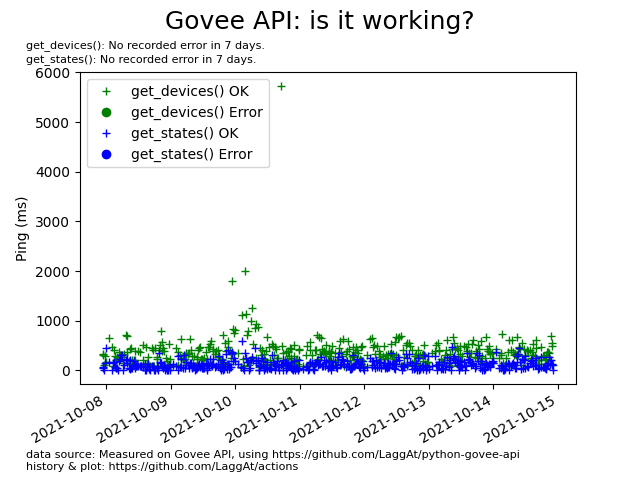 Govee API: is it working?
get_devices(): No recorded error in 7 days.
get_states(): No recorded error in 7 days.
6000
5000
4000
3000
2000
1000
0
Ping (ms)
get_devices() OK
get_devices() Error
get_states() OK
get_states() Error
2021-10-08
2021-10-09
2021-10-10
2021-10-11
2021-10-12
2021-10-13
2021-10-14
2021-10-15
data source: Measured on Govee API, using https://github.com/LaggAt/python-govee-api
history & plot: https://github.com/LaggAt/actions